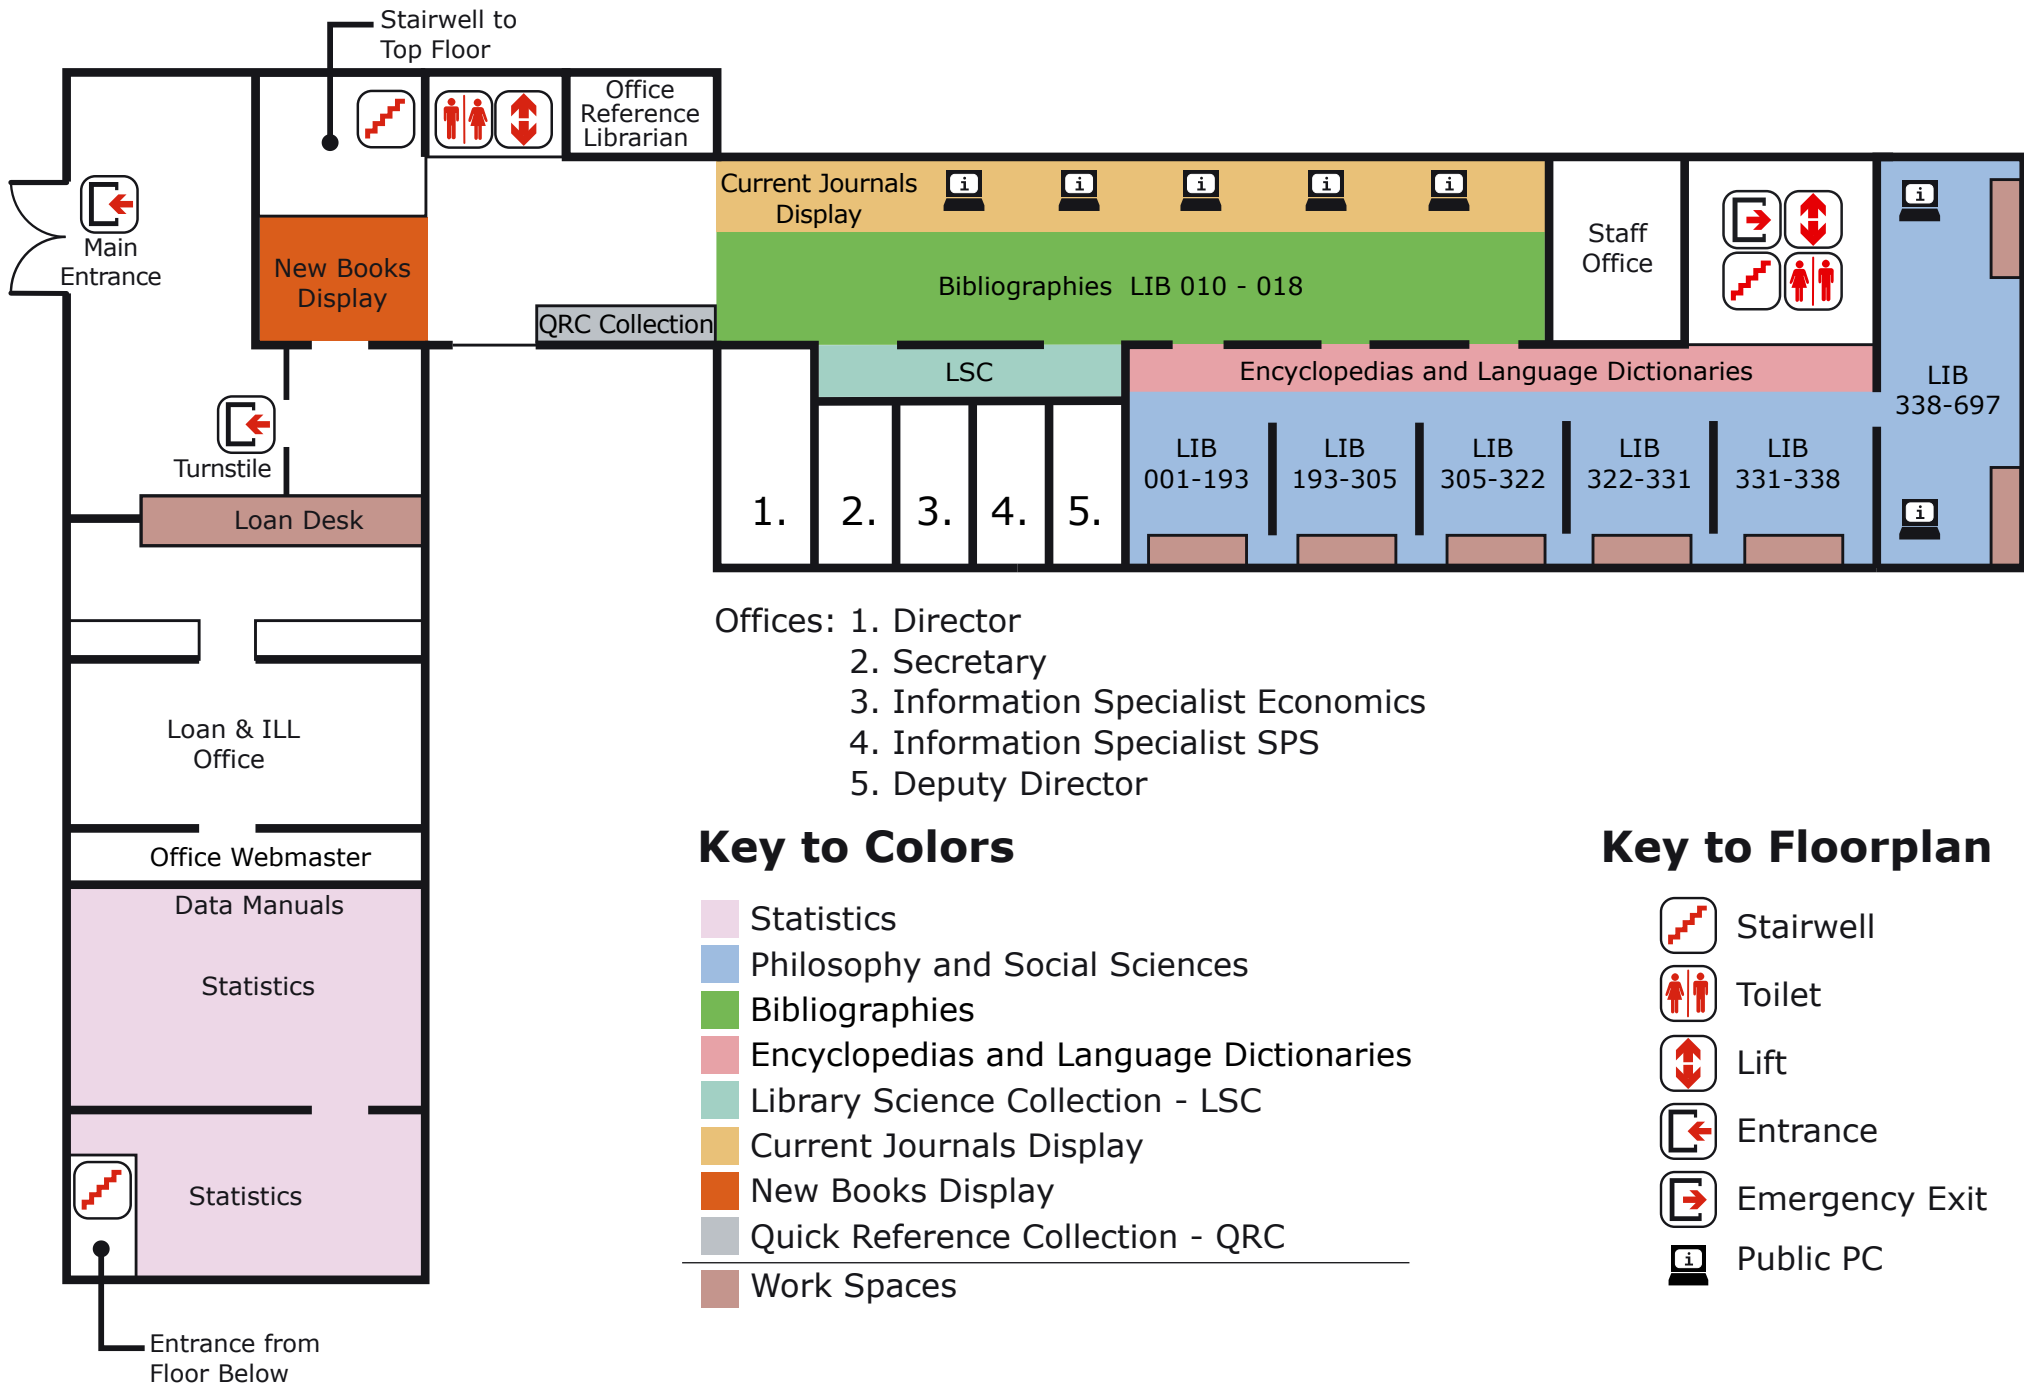 Stairwell to
Top Floor
Office
Reference
Librarian
Main
Entrance
New Books
Display
Current Journals
Display
Bibliographies LIB 010 - 018
Staff
Office
QRC Collection
LSC
Encyclopedias and Language Dictionaries
LIB
338-697
Turnstile
Loan Desk
1.
2.
3.
4.
5.
LIB
001-193
LIB
193-305
LIB
305-322
LIB
322-331
LIB
331-338
Loan & ILL
Office
Office Webmaster
Data Manuals
Statistics
Statistics
Entrance from
Floor Below
Offices: 1. Director
2. Secretary
3. Information Specialist Economics
4. Information Specialist SPS
5. Deputy Director
Key to Colors
Statistics
Philosophy and Social Sciences
Bibliographies
Encyclopedias and Language Dictionaries
Library Science Collection - LSC
Current Journals Display
New Books Display
Quick Reference Collection - QRC
Work Spaces
Key to Floorplan
Stairwell
Toilet
Lift
Entrance
Emergency Exit
Public PC